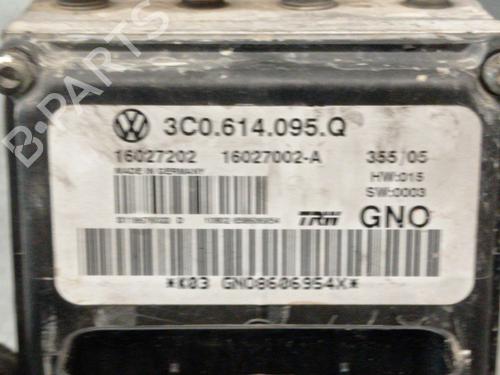 3C0.614.095.Q
16027202 16027002-A 355/05
MADE IN GERMANY
HW:015
SW:0003
TRW GNO
*K03 GNO8606954X*
B-PARTS